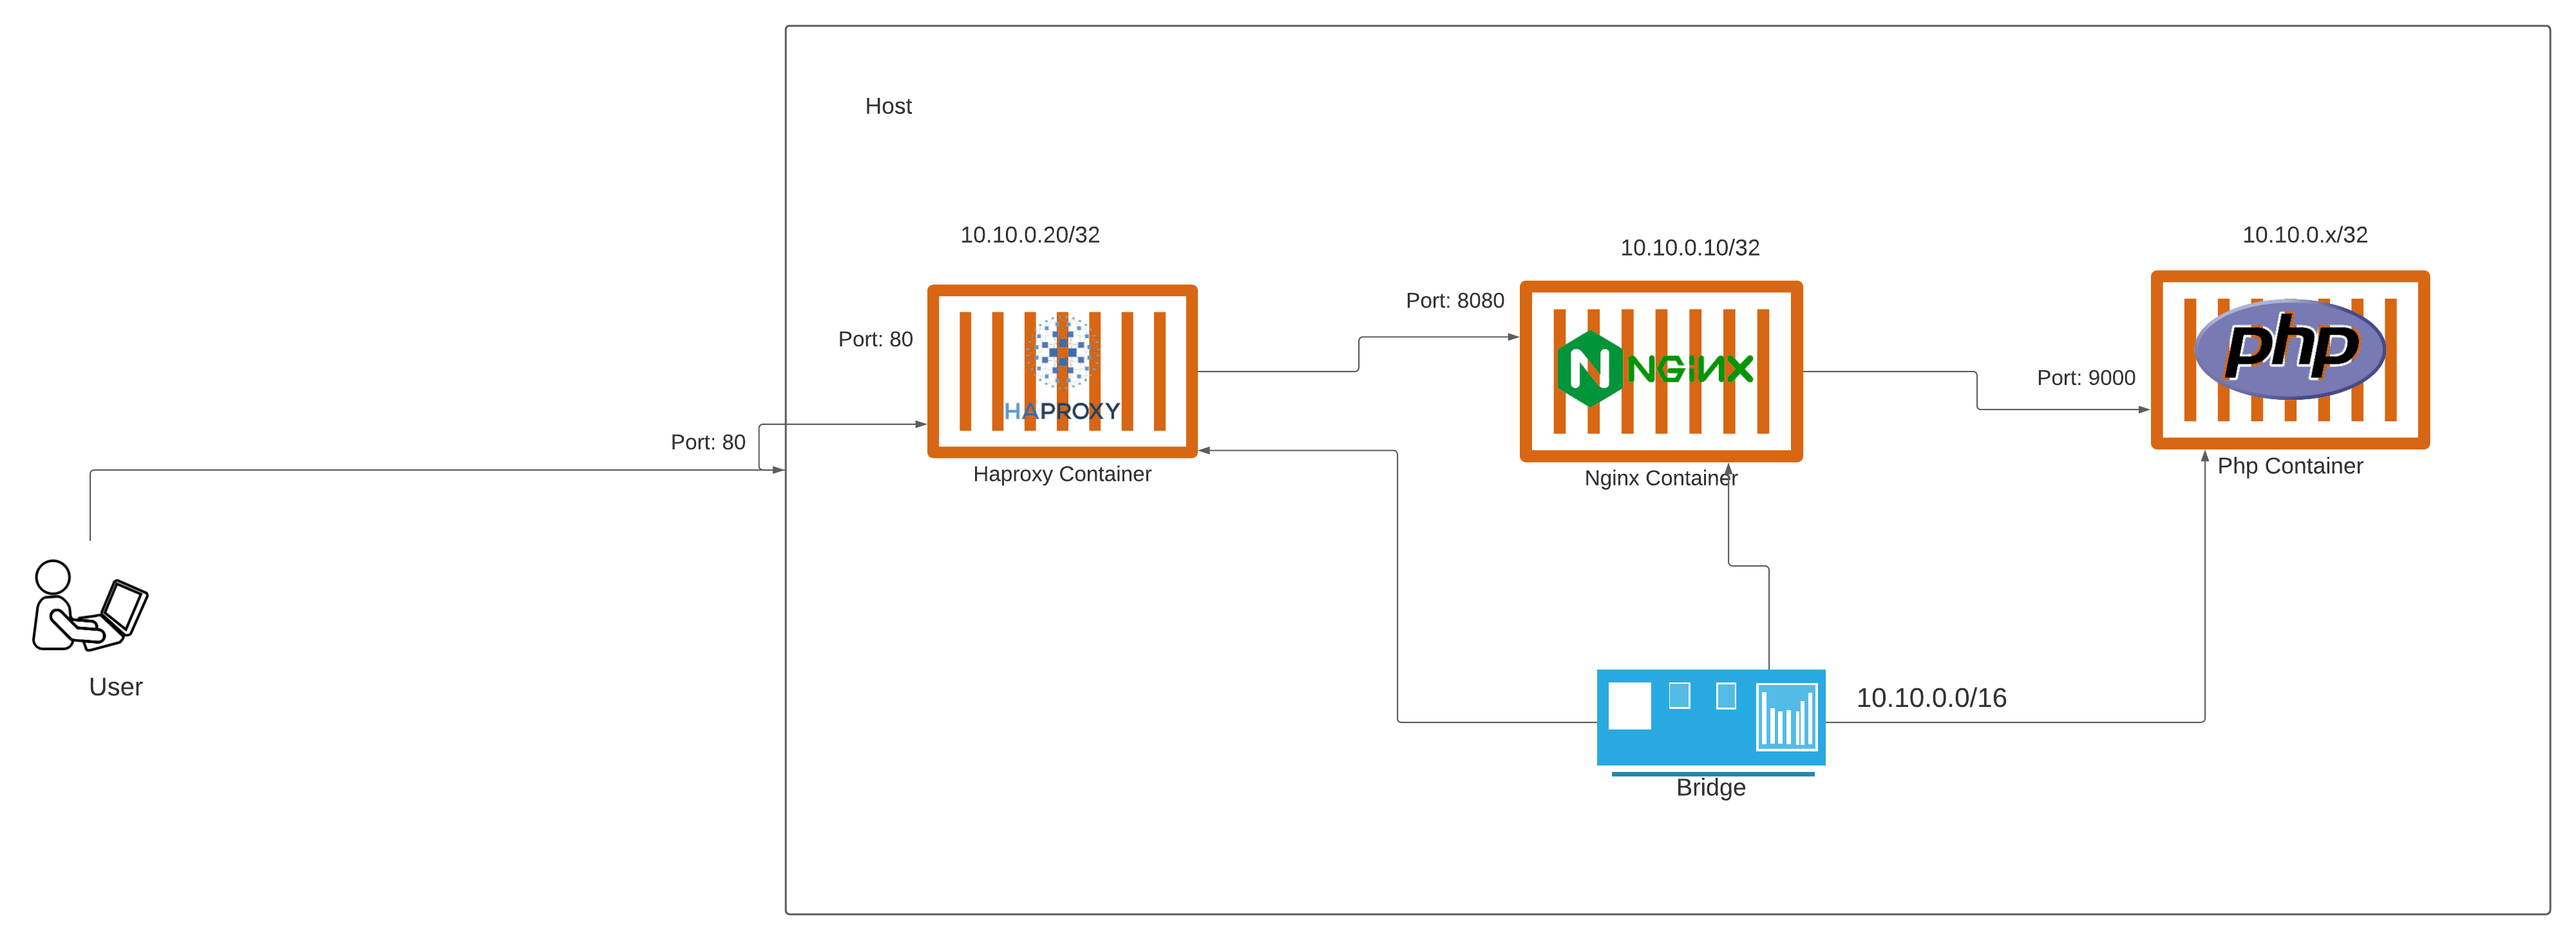 Host
10.10.0.20/32
10.10.0.10/32
10.10.0.x/32
Port: 80
Port: 8080
Port: 9000
HAPROXY
N NGINX
php
Port: 80
Haproxy Container
Nginx Container
Php Container
User
10.10.0.0/16
Bridge